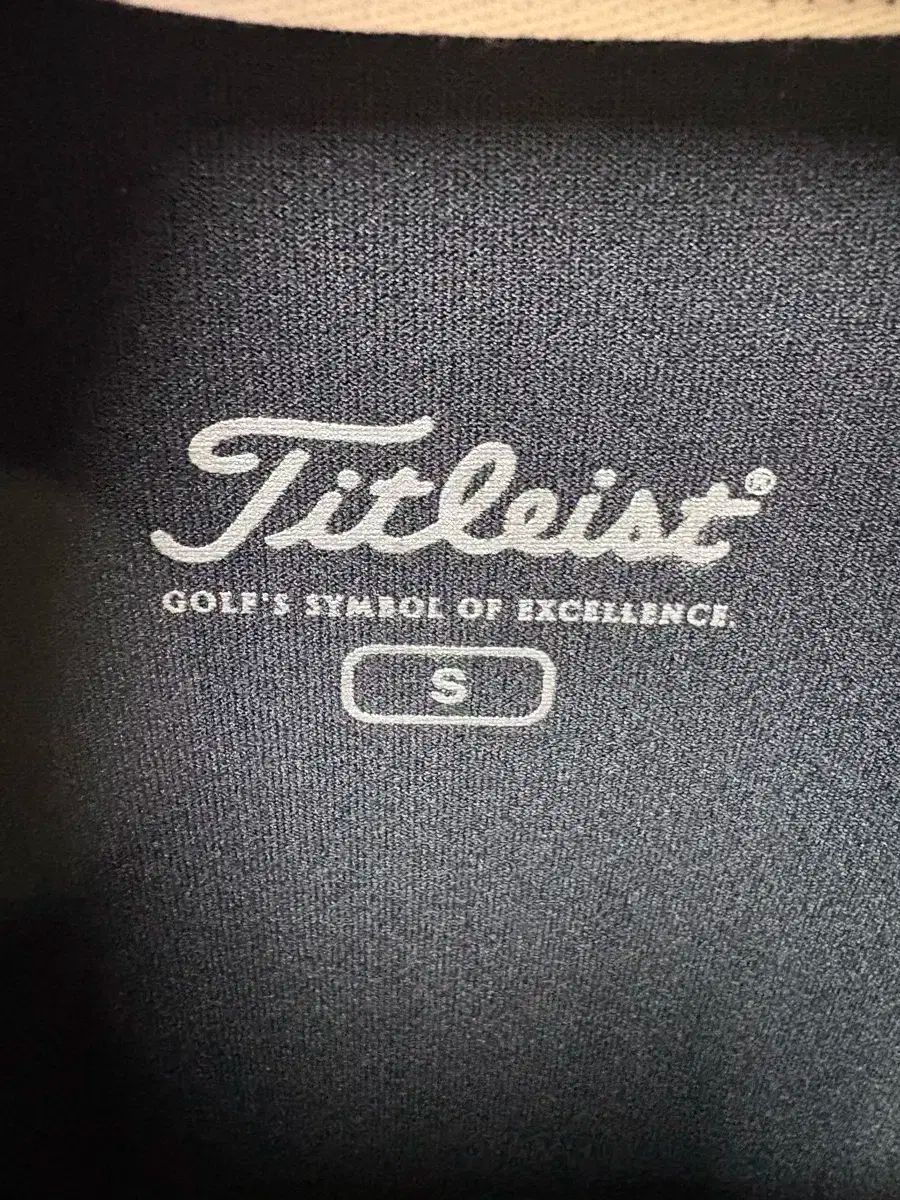 Titleist®
GOLF'S SYMBOL OF EXCELLENCE.
S